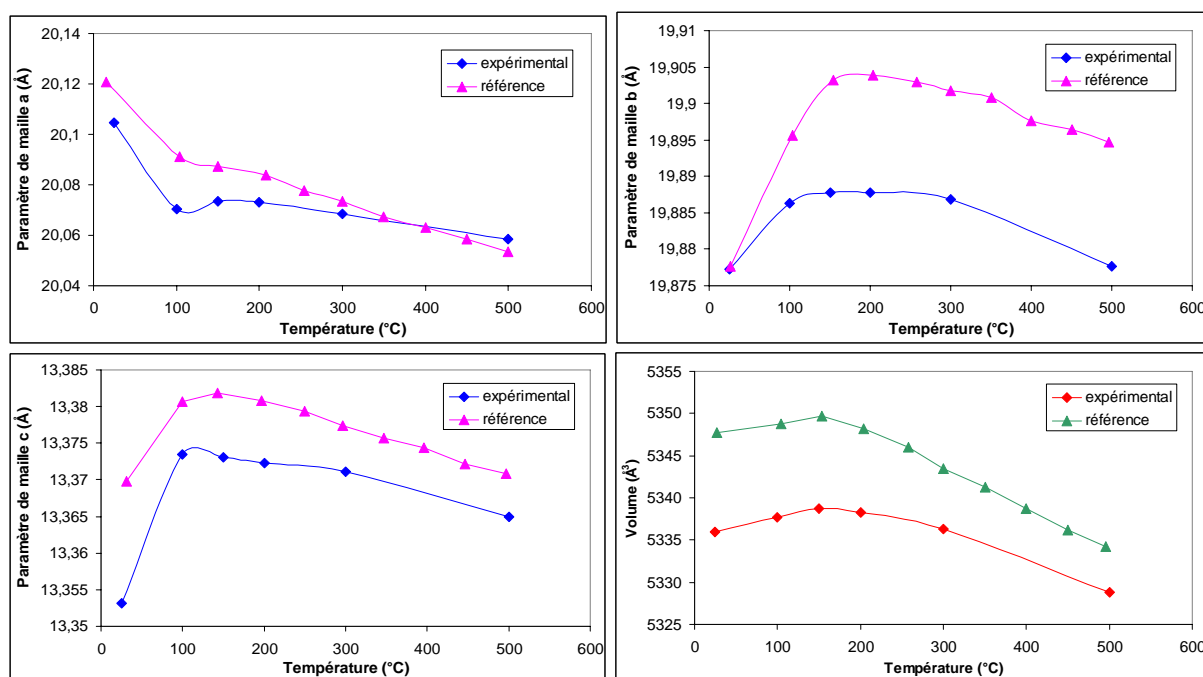 20,14
20,12
20,1
20,08
20,06
20,04
Paramètre de maille a (Å)
0 100 200 300 400 500 600
Température (°C)
expérimental
référence
19,91
19,905
19,9
19,895
19,89
19,885
19,88
19,875
Paramètre de maille b (Å)
0 100 200 300 400 500 600
Température (°C)
expérimental
référence
13,385
13,38
13,375
13,37
13,365
13,36
13,355
13,35
Paramètre de maille c (Å)
0 100 200 300 400 500 600
Température (°C)
expérimental
référence
5355
5350
5345
5340
5335
5330
5325
Volume (Å³)
0 100 200 300 400 500 600
Température (°C)
expérimental
référence